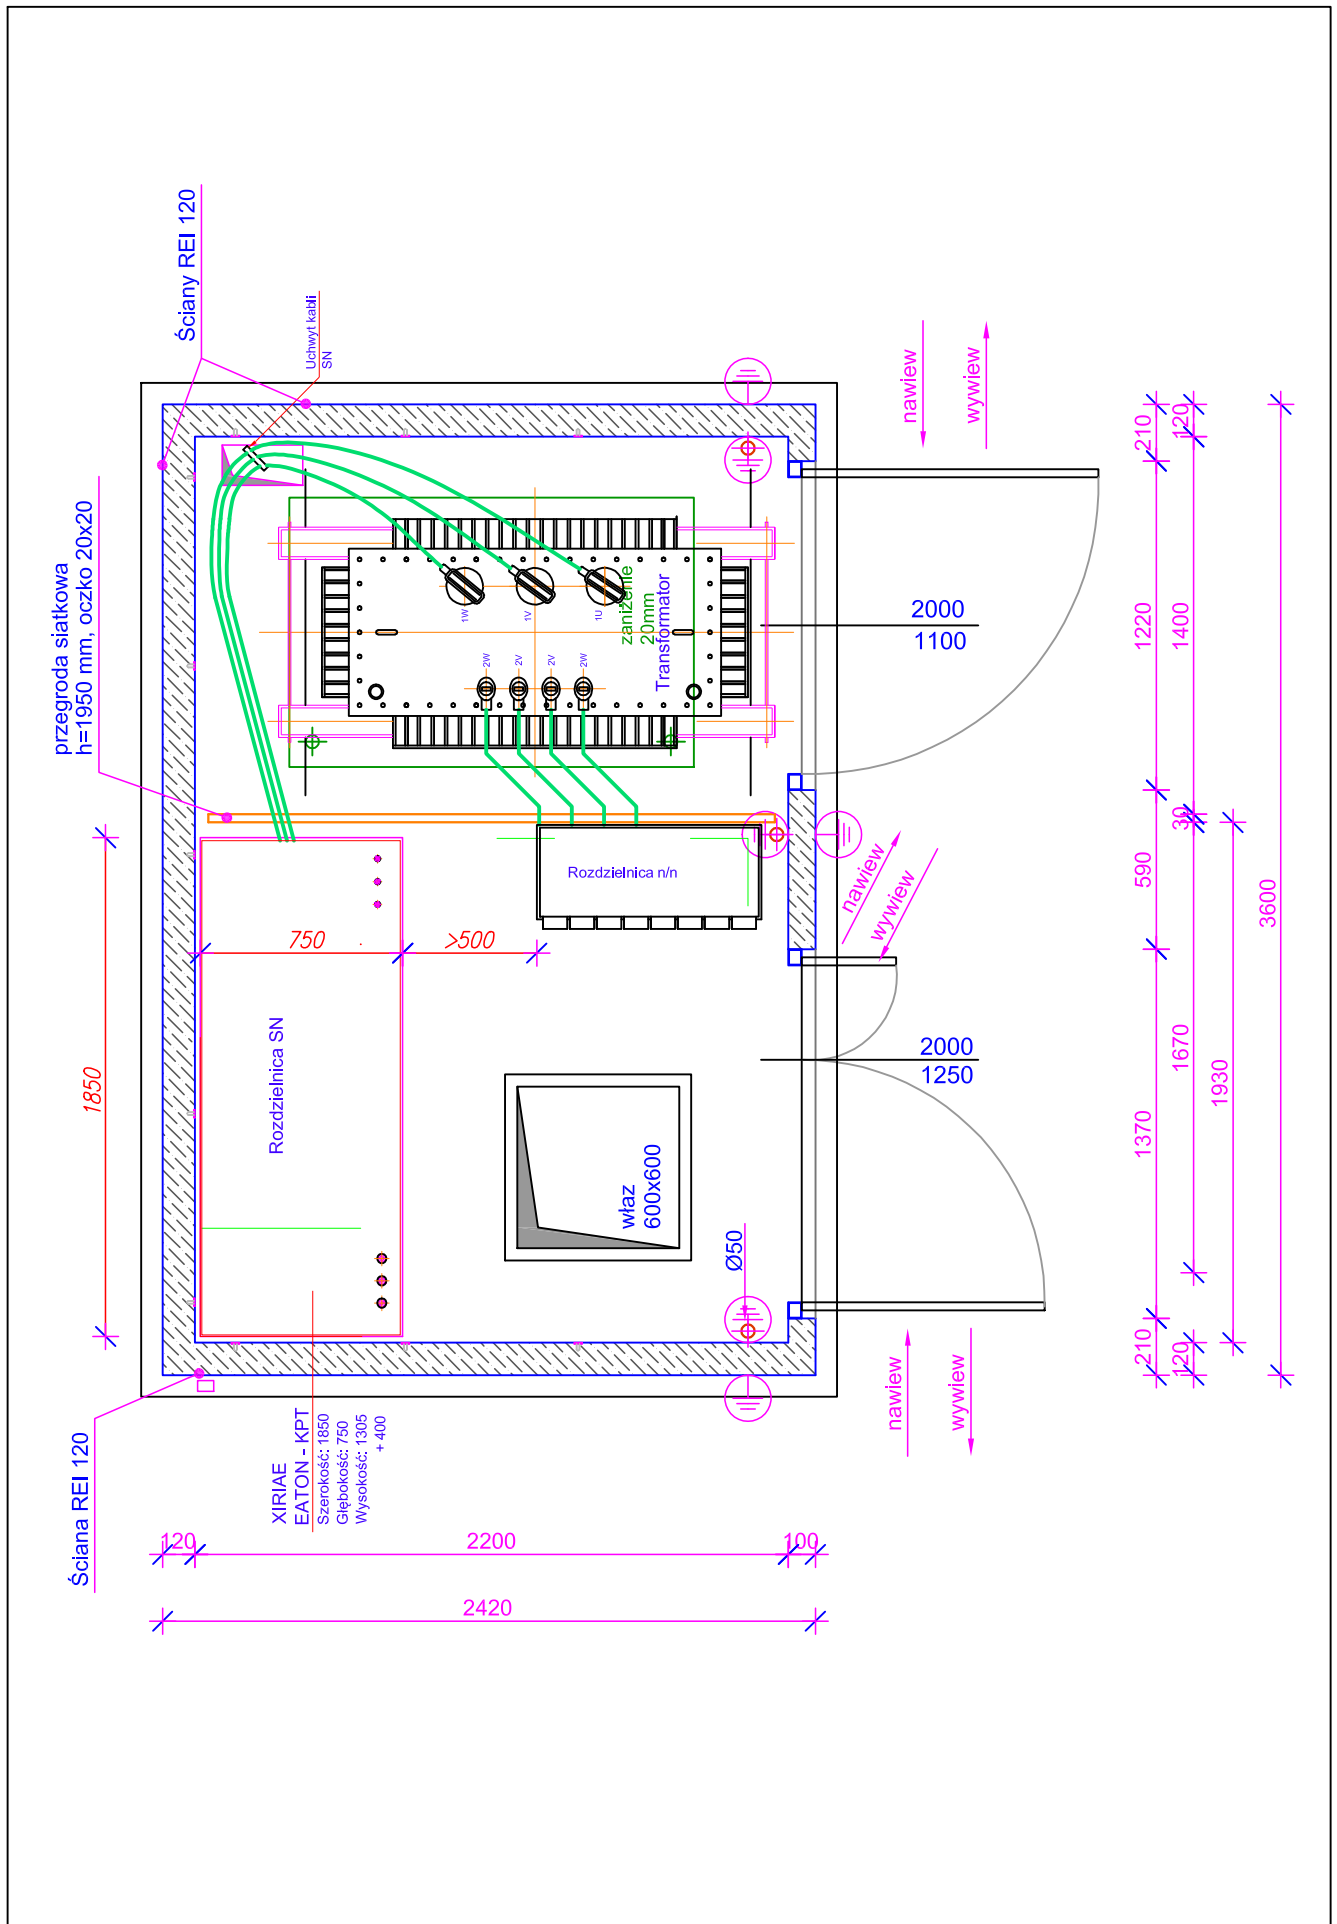 Ściany REI 120
Uchwyt kabli
SN
przegroda siatkowa
h=1950 mm, oczko 20x20
nawiew
wywiew
210
120
1220
1400
2000
1100
zaniżenie
20mm
Transformator
1W
1V
1U
2W
2V
2V
2W
30
590
3600
Rozdzielnica n/n
nawiew
wywiew
750
>500
1850
Rozdzielnica SN
2000
1250
1370
1670
1930
właz
600x600
Ø50
210
120
nawiew
wywiew
Ściana REI 120
XIRIAE
EATON - KPT
Szerokość: 1850
Głębokość: 750
Wysokość: 1305
+ 400
120
2200
100
2420